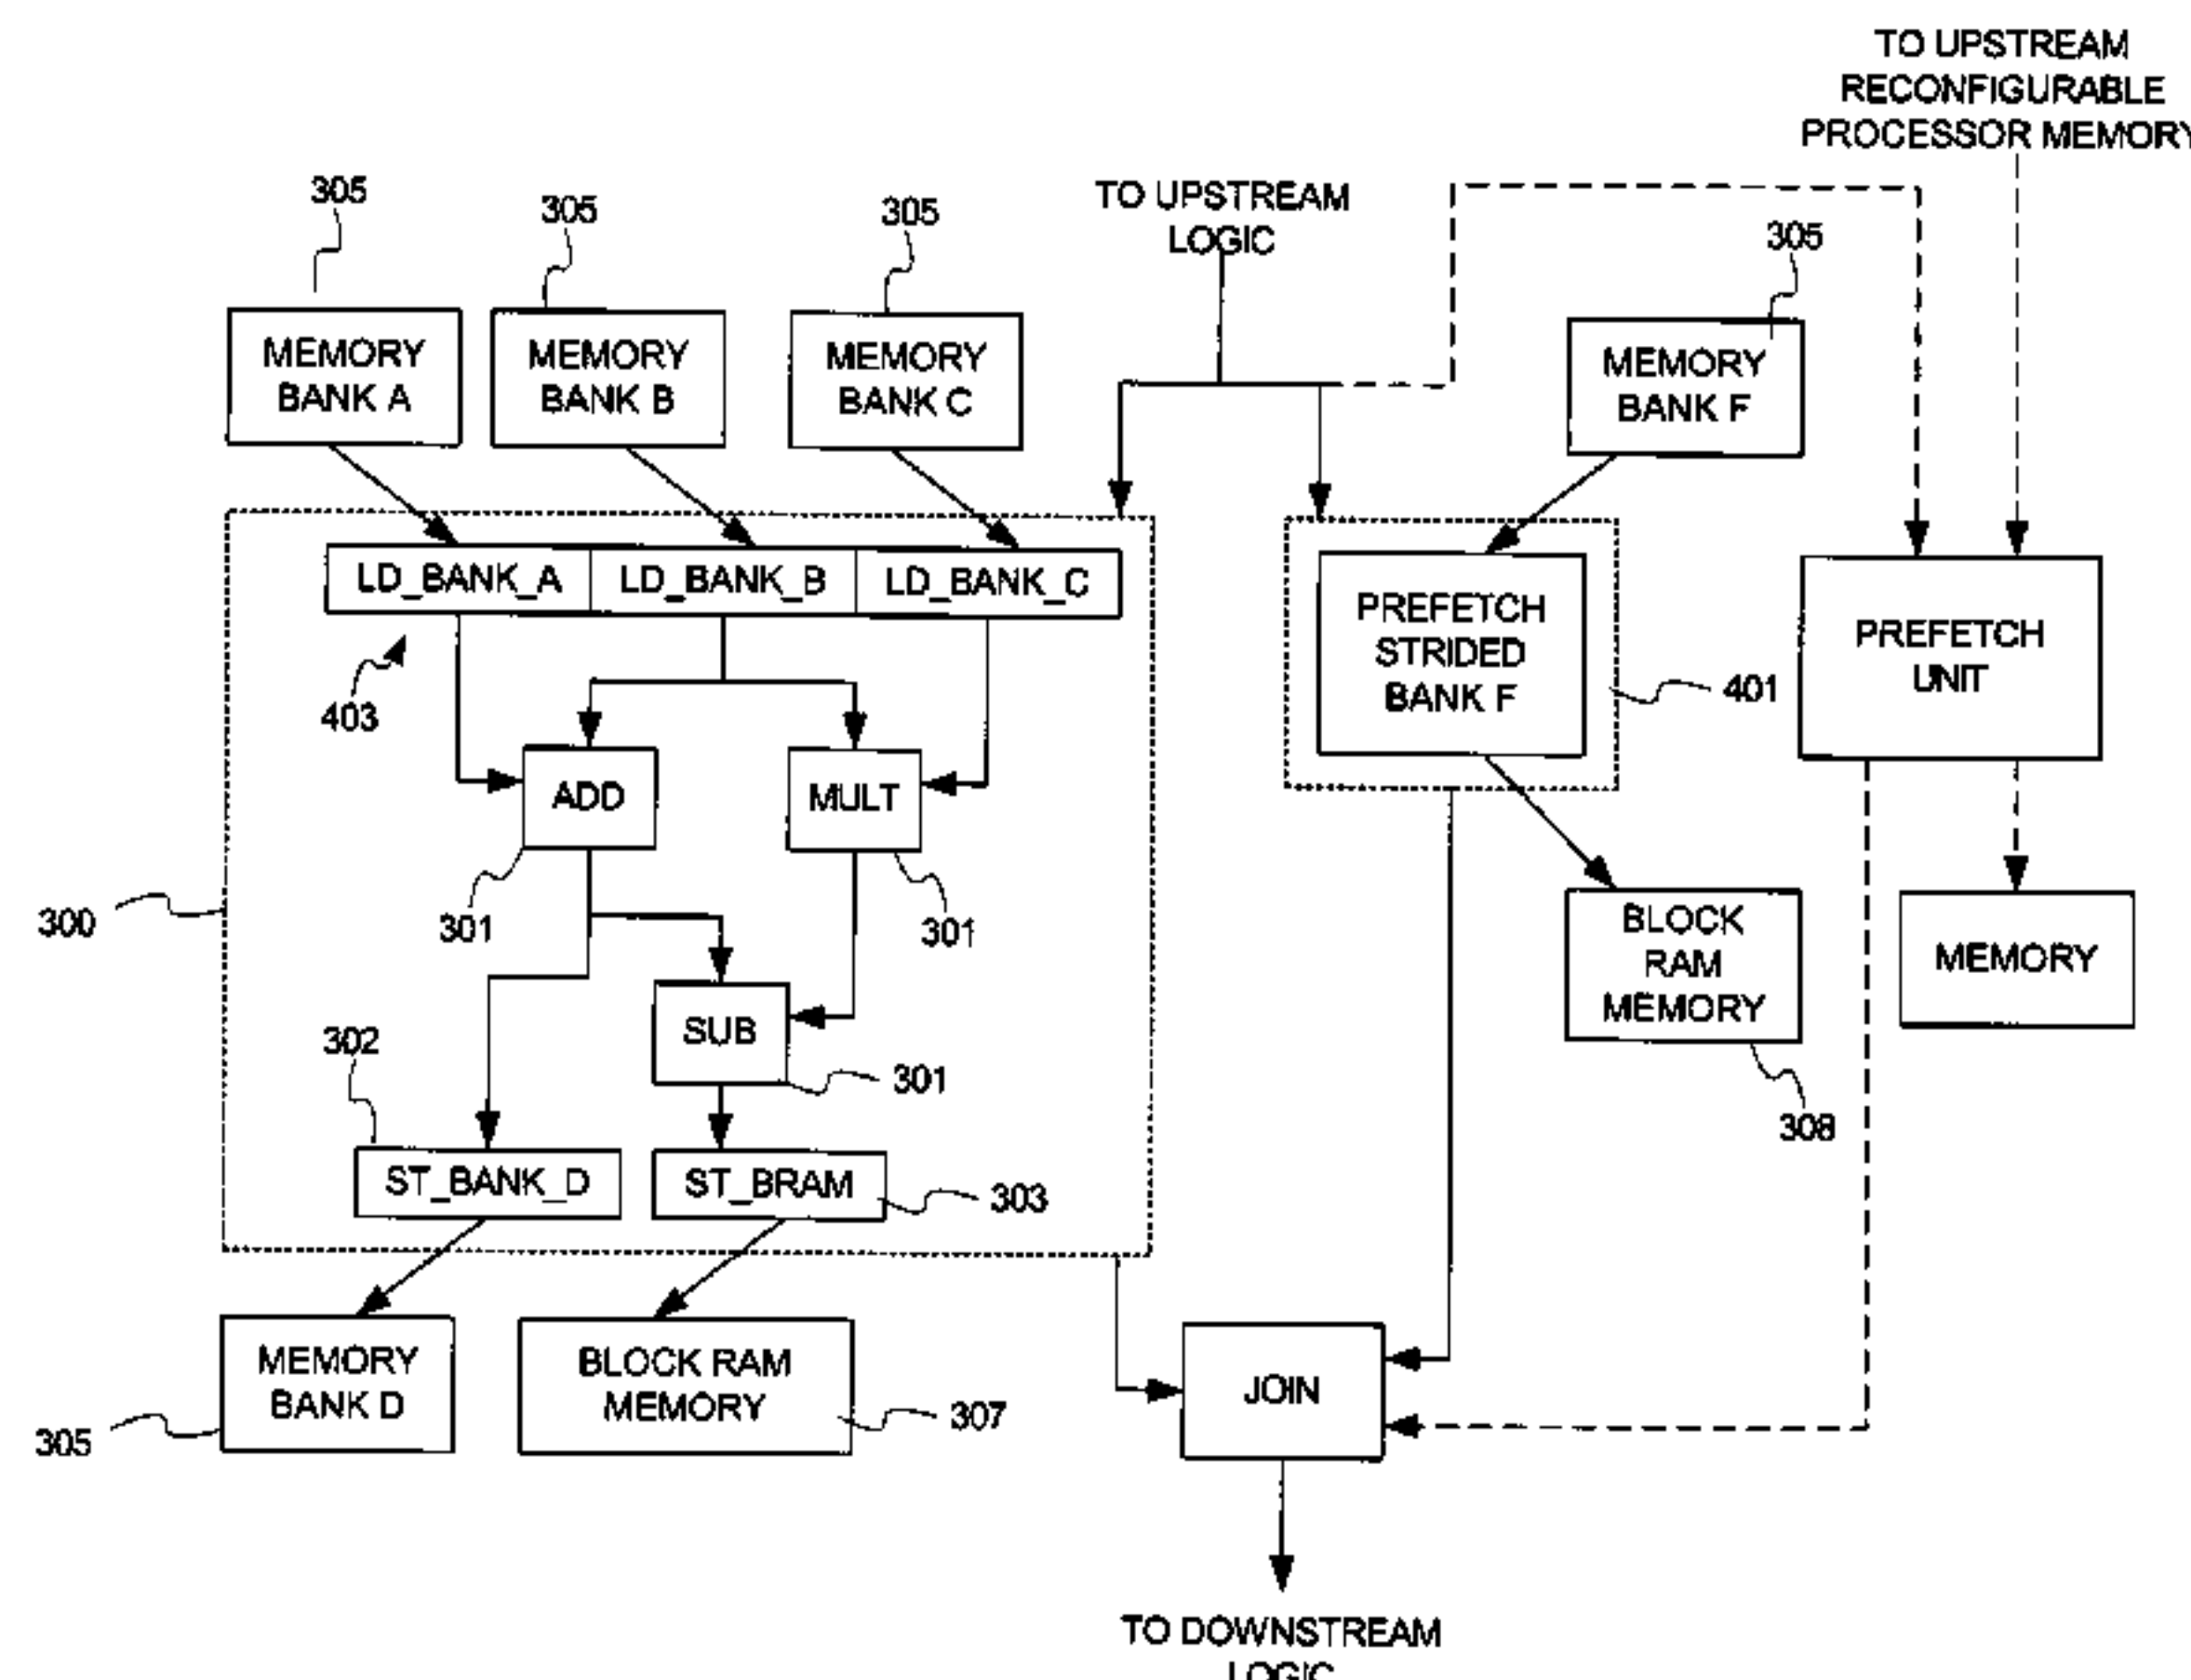 TO UPSTREAM
RECONFIGURABLE
PROCESSOR MEMORY
305
305
305
TO UPSTREAM
LOGIC
305
MEMORY
BANK A
MEMORY
BANK B
MEMORY
BANK C
MEMORY
BANK F
LD_BANK_A
LD_BANK_B
LD_BANK_C
403
PREFETCH
STRIDED
BANK F
401
PREFETCH
UNIT
ADD
MULT
301
301
300
BLOCK
RAM
MEMORY
MEMORY
308
SUB
301
302
ST_BANK_D
ST_BRAM
303
MEMORY
BANK D
305
BLOCK RAM
MEMORY
307
JOIN
TO DOWNSTREAM
LOGIC